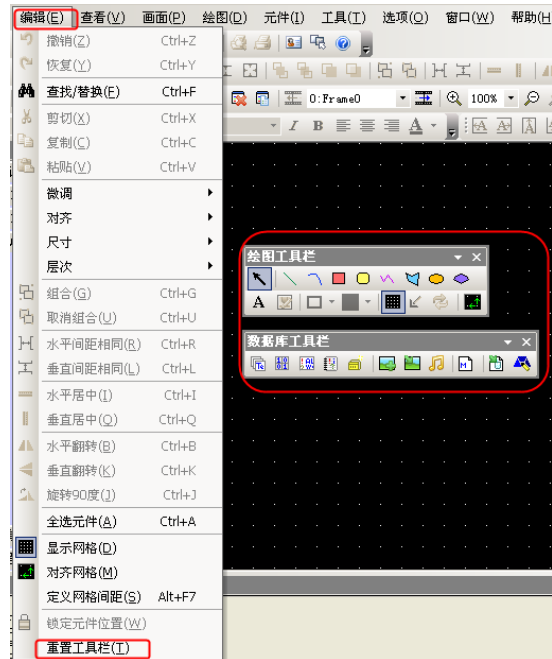 编辑(E) 查看(V) 画面(P) 绘图(D) 元件(I) 工具(T) 选项(O) 窗口(W) 帮助(H
撤销(Z) Ctrl+Z
恢复(Y) Ctrl+Y
查找/替换(F) Ctrl+F
0:Frame0 100%
剪切(X) Ctrl+X
I B A
复制(C) Ctrl+C
粘贴(V) Ctrl+V
微调
对齐
尺寸
层次
组合(G) Ctrl+G
取消组合(U) Ctrl+U
水平间距相同(R) Ctrl+R
垂直间距相同(L) Ctrl+L
水平居中(I) Ctrl+I
垂直居中(Q) Ctrl+Q
水平翻转(B) Ctrl+B
垂直翻转(K) Ctrl+K
旋转90度(J) Ctrl+J
全选元件(A) Ctrl+A
显示网格(D)
对齐网格(M)
定义网格间距(S) Alt+F7
锁定元件位置(W)
重置工具栏(T)
绘图工具栏
A
数据库工具栏